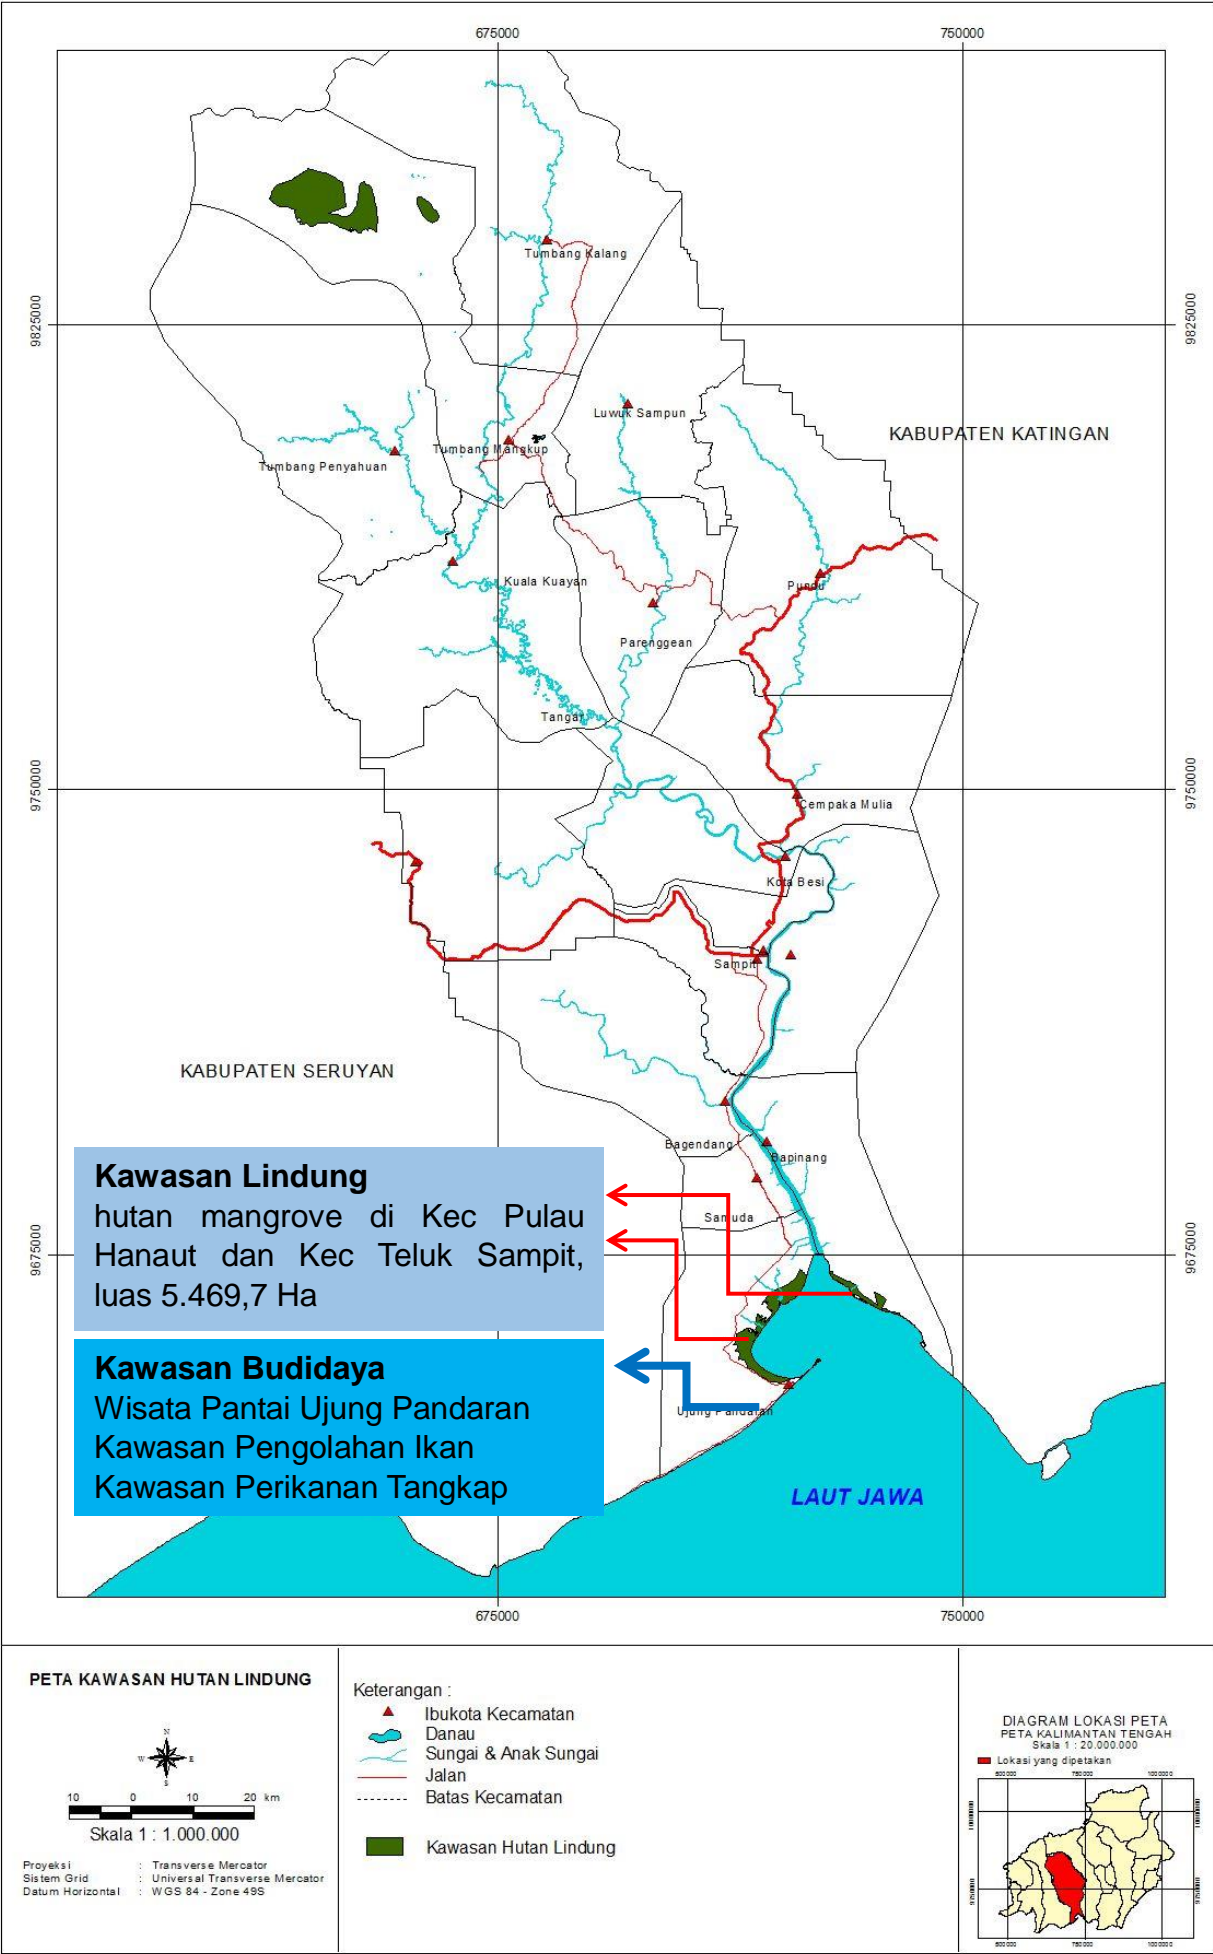 675000
750000
Tumbang Kalang
9825000
9825000
Luwuk Sampun
KABUPATEN KATINGAN
Tumbang Mangkup
Tumbang Penyahuan
Kuala Kuayan
Pundu
Parenggean
Tangar
9750000
9750000
Cempaka Mulia
Kota Besi
Sampit
KABUPATEN SERUYAN
Bagendang
Bapinang
Samuda
9675000
9675000
Kawasan Lindung
hutan mangrove di Kec Pulau
Hanaut dan Kec Teluk Sampit,
luas 5.469,7 Ha
Kawasan Budidaya
Wisata Pantai Ujung Pandaran
Kawasan Pengolahan Ikan
Kawasan Perikanan Tangkap
Ujung Pandaran
LAUT JAWA
675000
750000
PETA KAWASAN HUTAN LINDUNG
N
W E
S
10 0 10 20 km
Skala 1 : 1.000.000
Proyeksi : Transverse Mercator
Sistem Grid : Universal Transverse Mercator
Datum Horizontal : WGS 84 - Zone 49S
Keterangan :
Ibukota Kecamatan
Danau
Sungai & Anak Sungai
Jalan
Batas Kecamatan
Kawasan Hutan Lindung
DIAGRAM LOKASI PETA
PETA KALIMANTAN TENGAH
Skala 1 : 20.000.000
Lokasi yang dipetakan